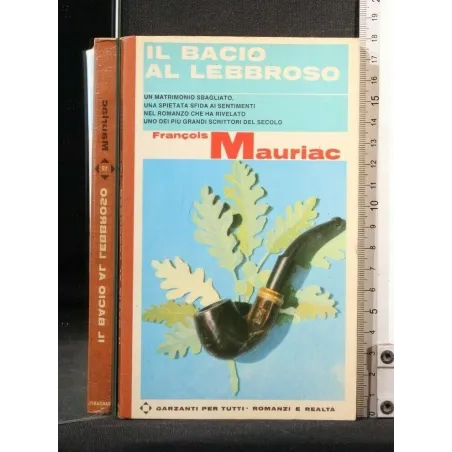 IL BACIO
AL LEBBROSO
UN MATRIMONIO SBAGLIATO,
UNA SPIETATA SFIDA AI SENTIMENTI
NEL ROMANZO CHE HA RIVELATO
UNO DEI PIÙ GRANDI SCRITTORI DEL SECOLO
François
Mauriac
GARZANTI PER TUTTI · ROMANZI E REALTÀ
IL BACIO AL LEBBROSO
Mauriac